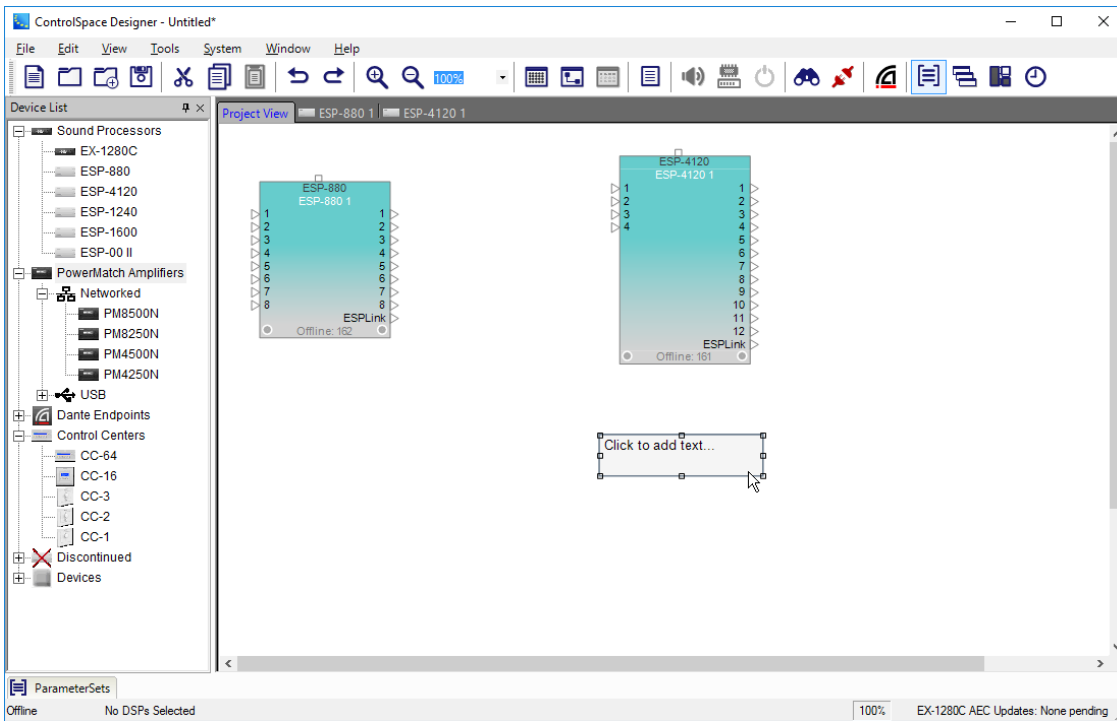 ControlSpace Designer - Untitled*
File Edit View Tools System Window Help
100%
Device List
Project View ESP-880 1 ESP-4120 1
Sound Processors
EX-1280C
ESP-880
ESP-4120
ESP-1240
ESP-1600
ESP-00 II
PowerMatch Amplifiers
Networked
PM8500N
PM8250N
PM4500N
PM4250N
USB
Dante Endpoints
Control Centers
CC-64
CC-16
CC-3
CC-2
CC-1
Discontinued
Devices
ESP-880
ESP-880 1
1 1
2 2
3 3
4 4
5 5
6 6
7 7
8 8
ESPLink
Offline: 162
ESP-4120
ESP-4120 1
1 1
2 2
3 3
4 4
5
6
7
8
9
10
11
12
ESPLink
Offline: 161
Click to add text...
ParameterSets
Offline No DSPs Selected 100% EX-1280C AEC Updates: None pending